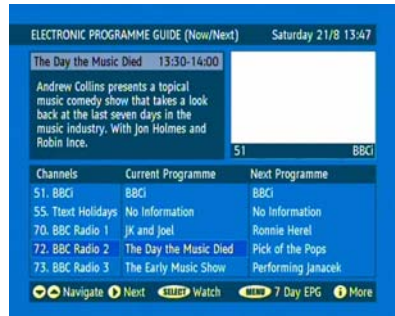 ELECTRONIC PROGRAMME GUIDE (Now/Next) Saturday 21/8 13:47
The Day the Music Died 13:30-14:00
Andrew Collins presents a topical
music comedy show that takes a look
back at the last seven days in the
music industry. With Jon Holmes and
Robin Ince.
51 BBCi
Channels Current Programme Next Programme
51. BBCi BBCi BBCi
55. Ttext Holidays No Information No Information
70. BBC Radio 1 JK and Joel Ronnie Herel
72. BBC Radio 2 The Day the Music Died Pick of the Pops
73. BBC Radio 3 The Early Music Show Performing Janacek
Navigate Next SELECT Watch MENU 7 Day EPG i More